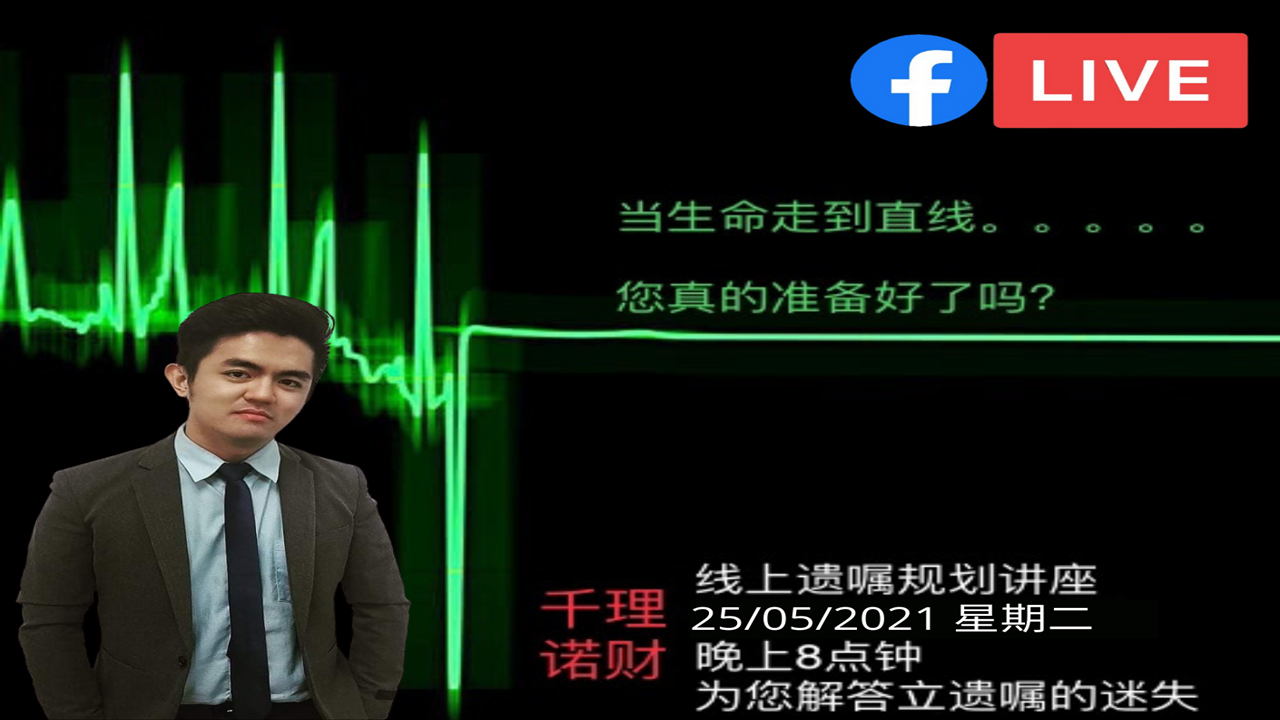 f LIVE
当生命走到直线。。。。。
您真的准备好了吗?
千理
诺财
线上遗嘱规划讲座
25/05/2021 星期二
晚上8点钟
为您解答立遗嘱的迷失